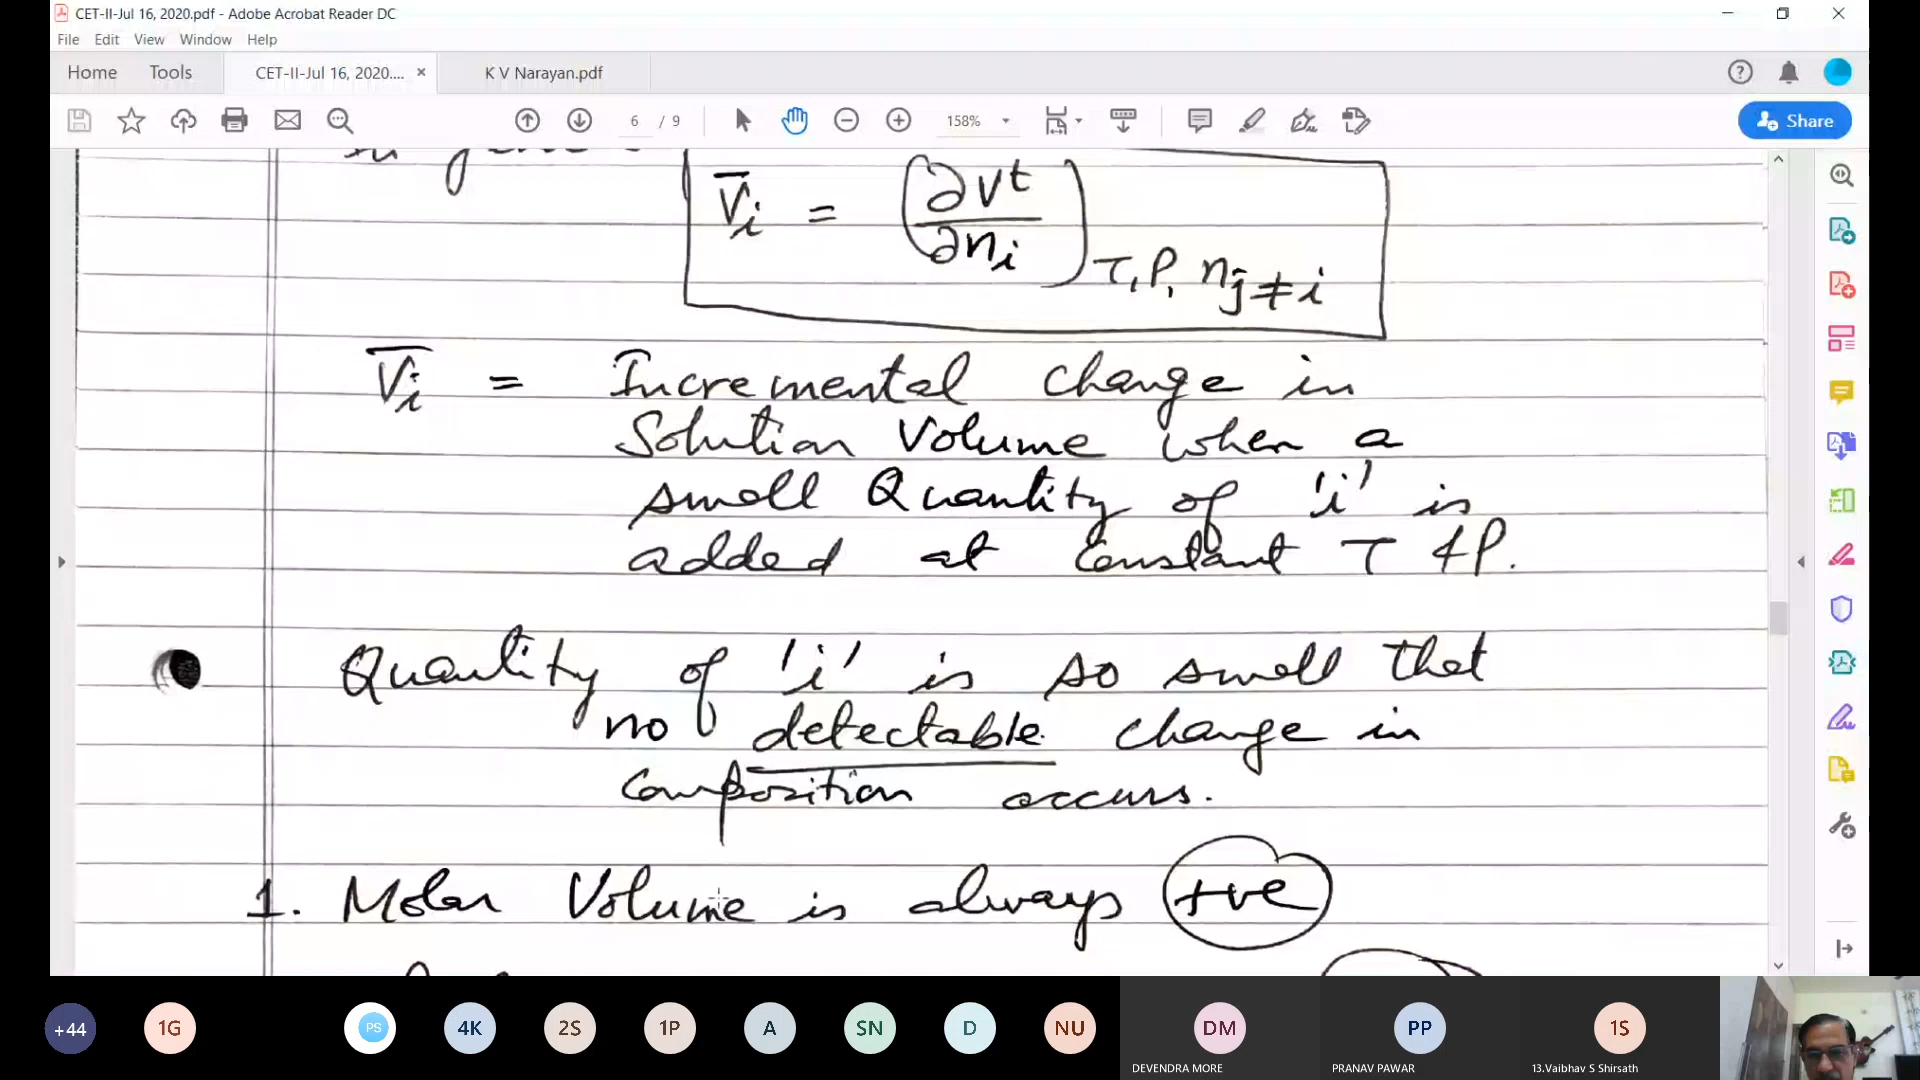 CET-II-Jul 16, 2020.pdf - Adobe Acrobat Reader DC
File Edit View Window Help
Home Tools CET-II-Jul 16, 2020.... × K V Narayan.pdf
6 / 9 158% Share
V̄i = (∂Vᵗ/∂ni)T, P, nj≠i
V̄i = Incremental change in
Solution Volume when a
small Quantity of 'i' is
added at constant T & P.
Quantity of 'i' is so small that
no detectable change in
composition occurs.
1. Molar Volume is always +ve
+44 1G PS 4K 2S 1P A SN D NU DM PP 1S
DEVENDRA MORE PRANAV PAWAR 13.Vaibhav S Shirsath